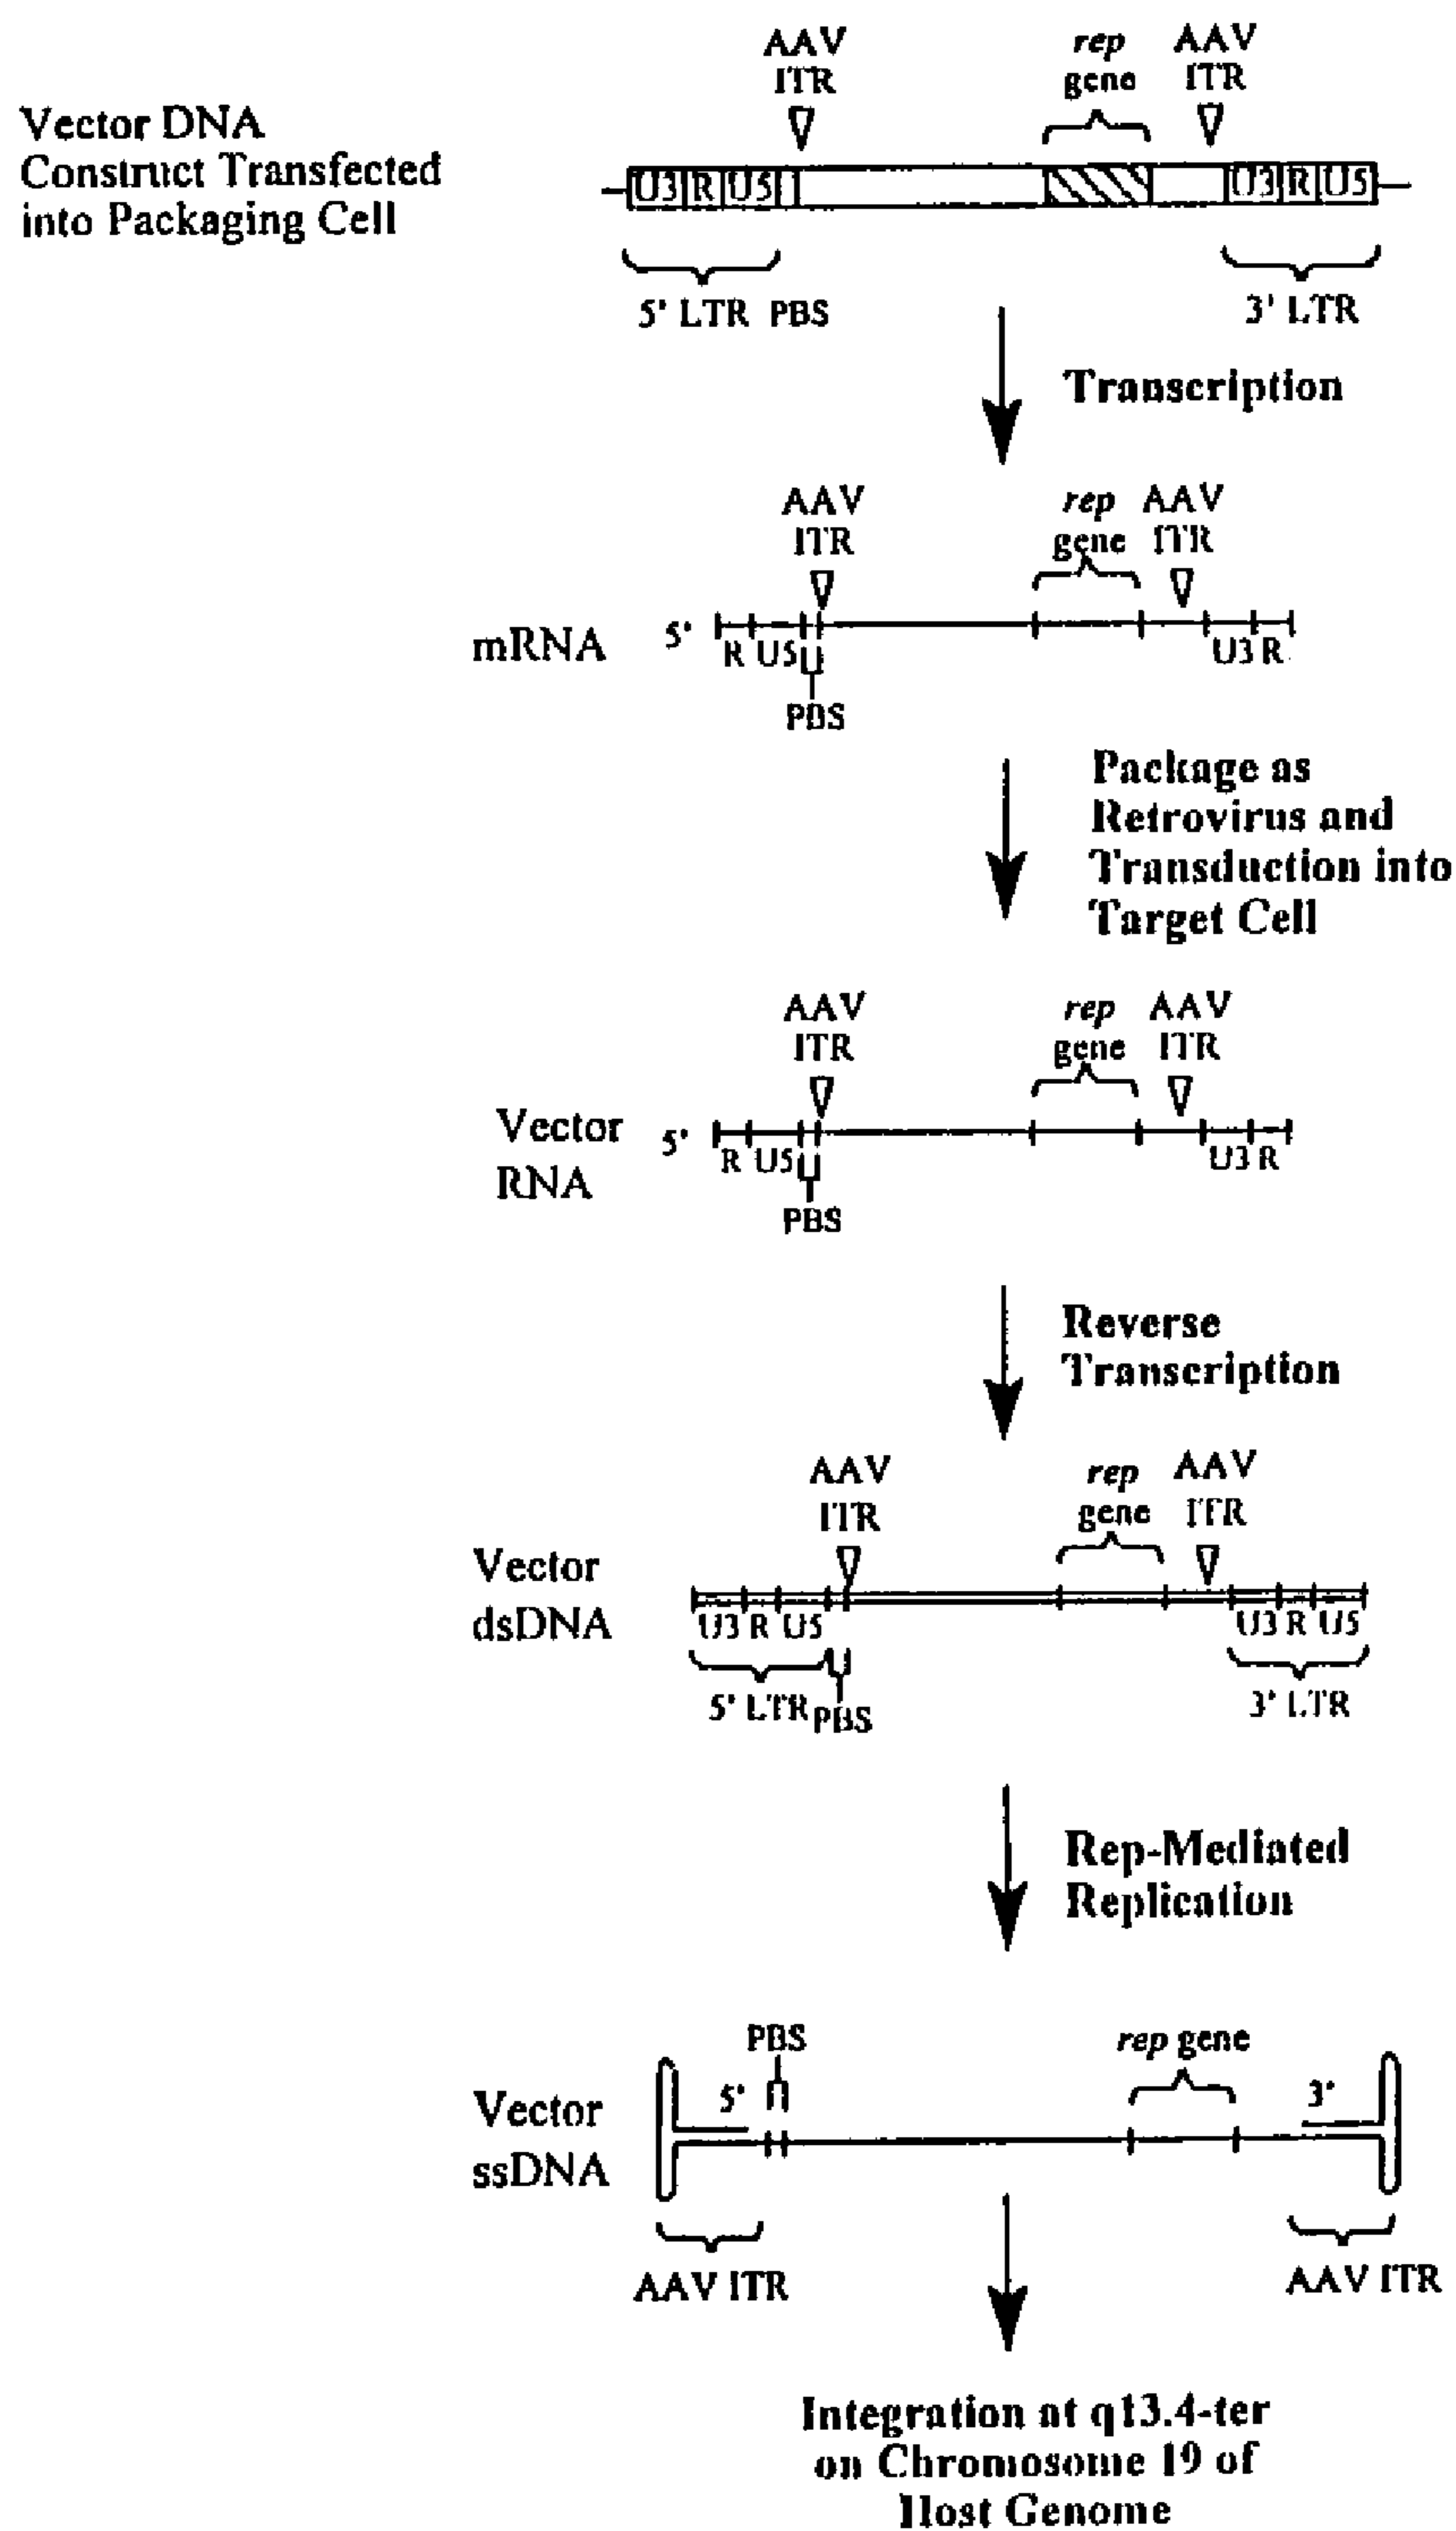 AAV
ITR
rep
gene
AAV
ITR
Vector DNA
Construct Transfected
into Packaging Cell
U3 R U5 U3 R U5
5' LTR PBS 3' LTR
Transcription
AAV
ITR
rep
gene
AAV
ITR
mRNA 5'
R U5 U3 R
PBS
Package as
Retrovirus and
Transduction into
Target Cell
AAV
ITR
rep
gene
AAV
ITR
Vector
RNA
5'
R U5 U3 R
PBS
Reverse
Transcription
AAV
ITR
rep
gene
AAV
ITR
Vector
dsDNA
U3 R U5 U3 R U5
5' LTR PBS 3' LTR
Rep-Mediated
Replication
PBS
rep gene
5' 3'
Vector
ssDNA
AAV ITR AAV ITR
Integration at q13.4-ter
on Chromosome 19 of
Host Genome